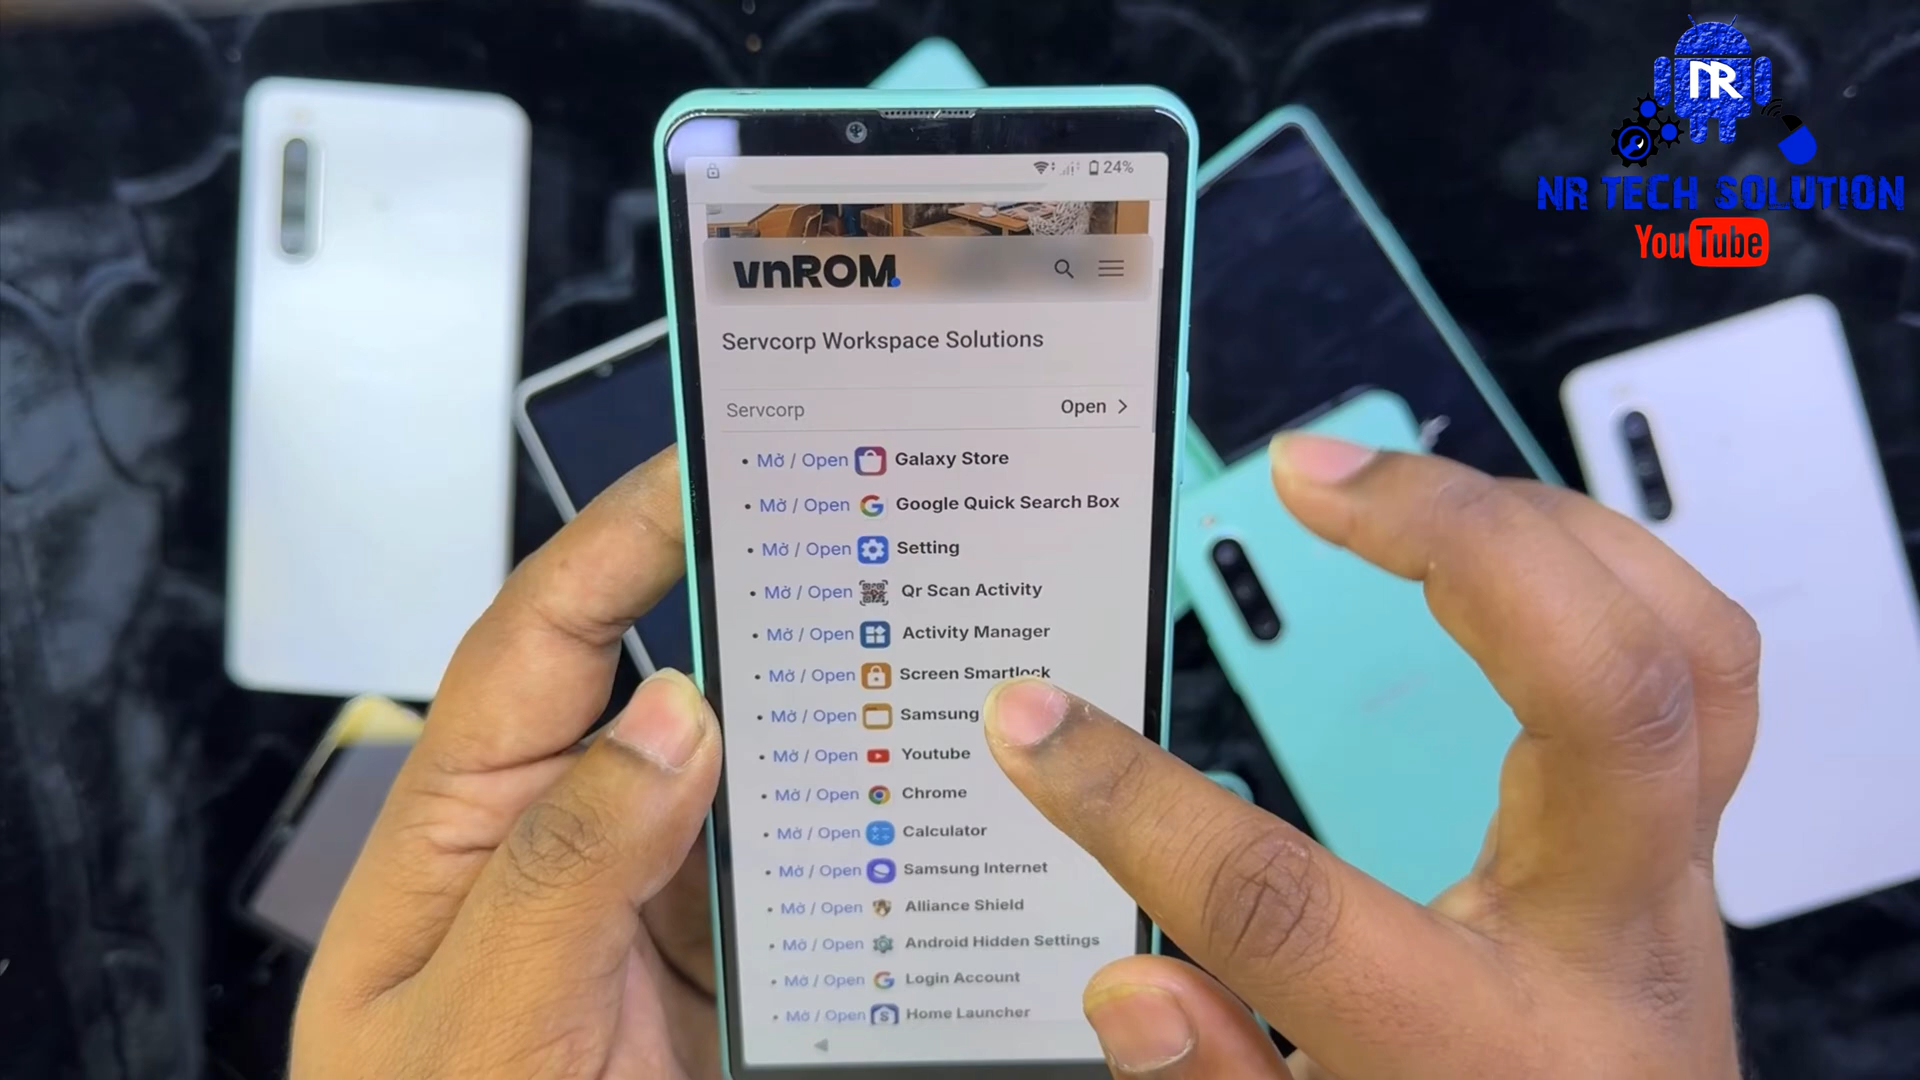 NR
NR TECH SOLUTION
YouTube
24%
vnROM.
Servcorp Workspace Solutions
Servcorp Open
Mở / Open Galaxy Store
Mở / Open Google Quick Search Box
Mở / Open Setting
Mở / Open Qr Scan Activity
Mở / Open Activity Manager
Mở / Open Screen Smartlock
Mở / Open Samsung
Mở / Open Youtube
Mở / Open Chrome
Mở / Open Calculator
Mở / Open Samsung Internet
Mở / Open Alliance Shield
Mở / Open Android Hidden Settings
Mở / Open Login Account
Mở / Open Home Launcher